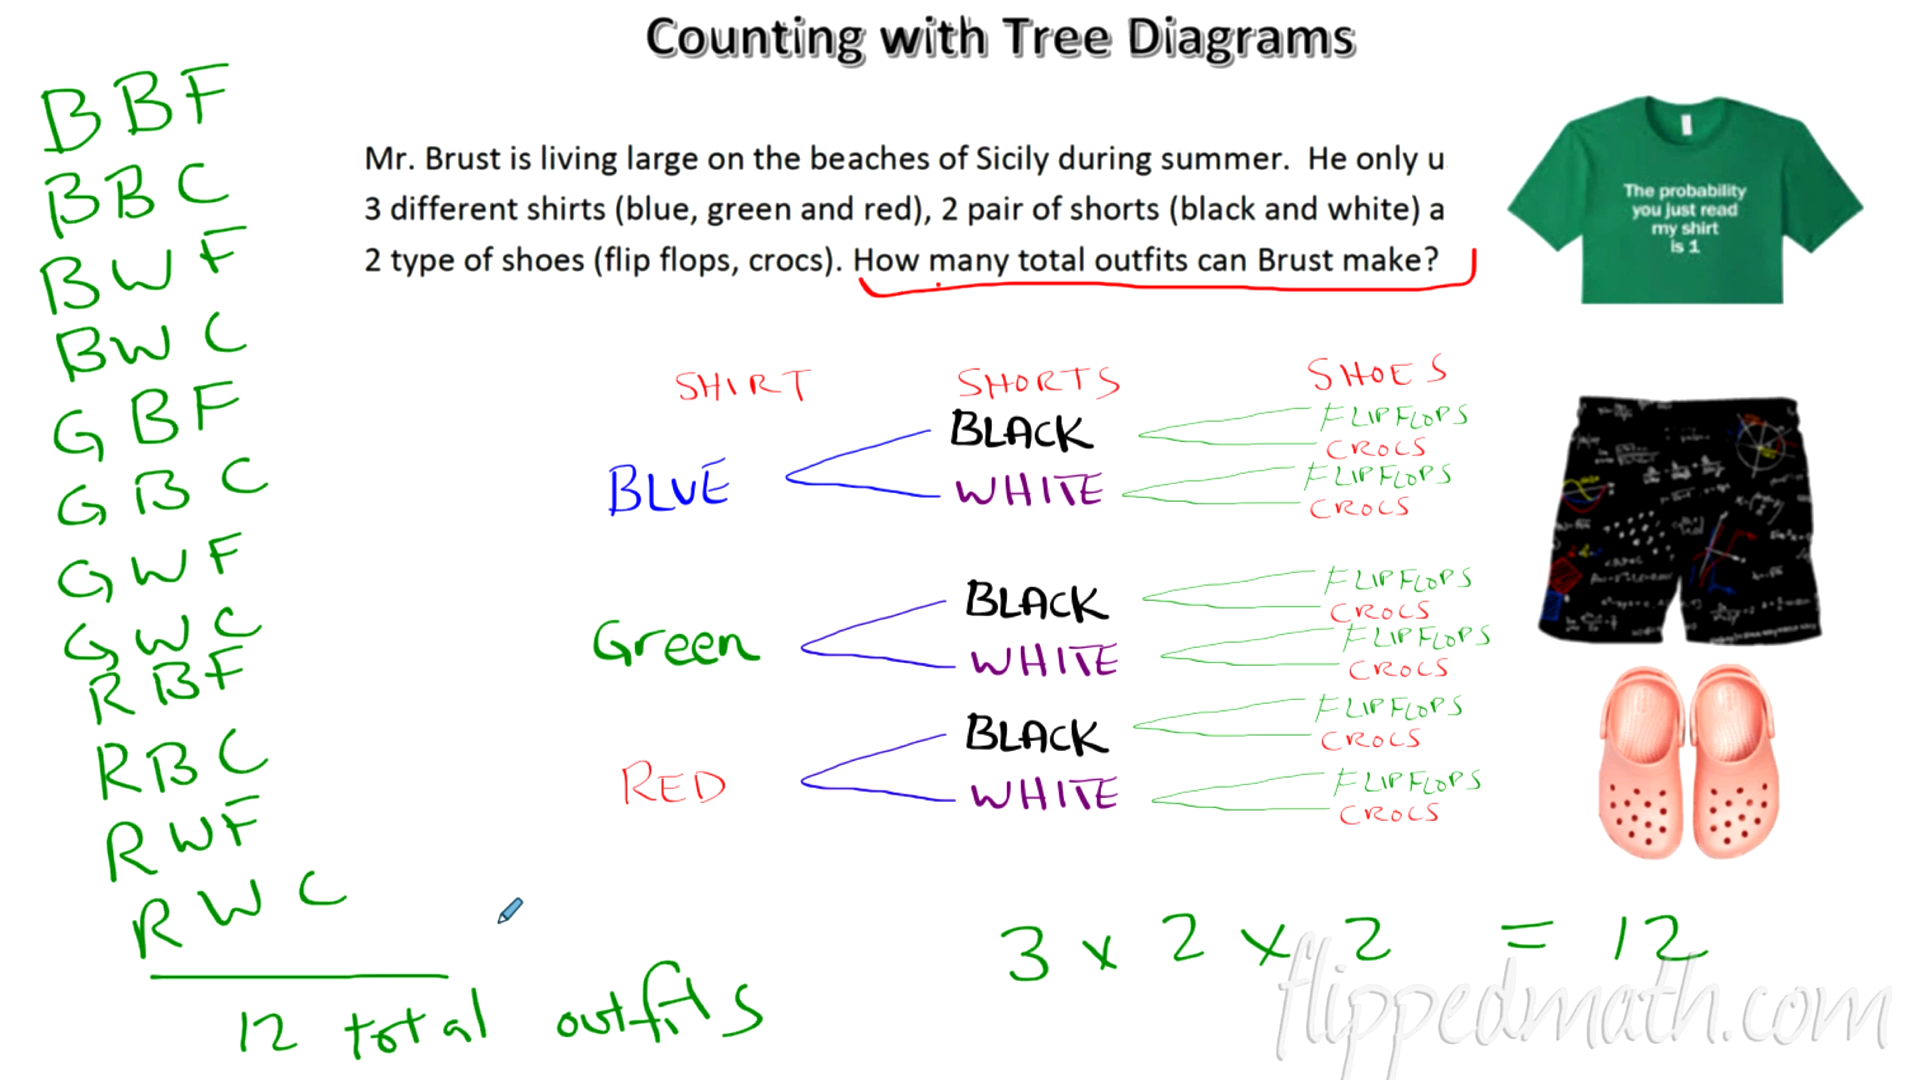 Counting with Tree Diagrams
Mr. Brust is living large on the beaches of Sicily during summer. He only u
3 different shirts (blue, green and red), 2 pair of shorts (black and white) a
2 type of shoes (flip flops, crocs). How many total outfits can Brust make?
The probability
you just read
my shirt
is 1
BBF
BBC
BWF
BWC
GBF
GBC
GWF
GWC
RBF
RBC
RWF
RWC
12 total outfits
SHIRT SHORTS SHOES
BLUE
BLACK
FLIPFLOPS
CROCS
WHITE
FLIPFLOPS
CROCS
Green
BLACK
FLIPFLOPS
CROCS
WHITE
FLIPFLOPS
CROCS
RED
BLACK
FLIPFLOPS
CROCS
WHITE
FLIPFLOPS
CROCS
3 x 2 x 2 = 12
flippedmath.com